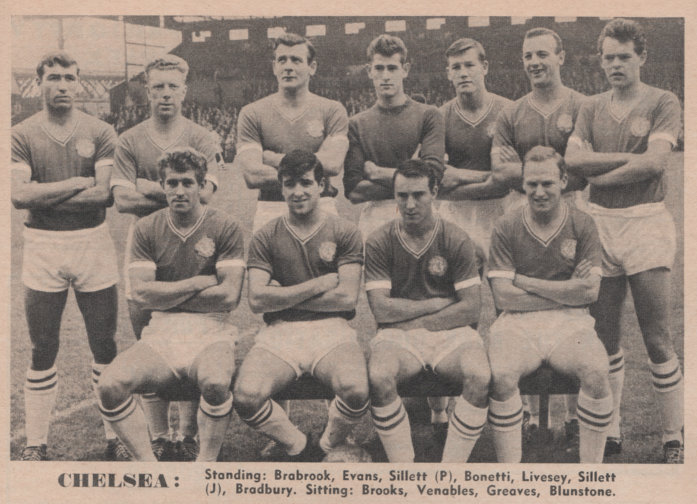 CHELSEA: Standing: Brabrook, Evans, Sillett (P), Bonetti, Livesey, Sillett
(J), Bradbury. Sitting: Brooks, Venables, Greaves, Blunstone.